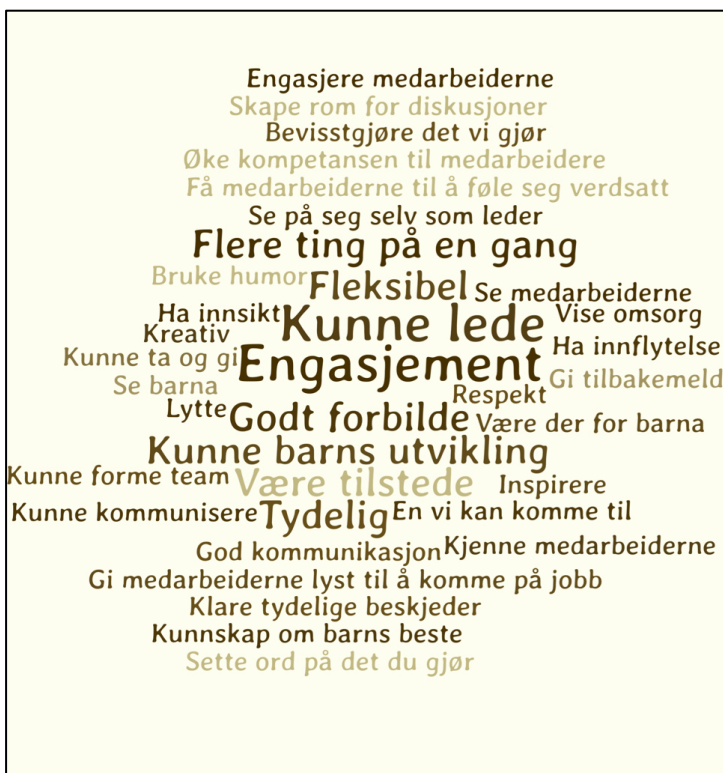 Engasjere medarbeiderne
Skape rom for diskusjoner
Bevisstgjøre det vi gjør
Øke kompetansen til medarbeidere
Få medarbeiderne til å føle seg verdsatt
Se på seg selv som leder
Flere ting på en gang
Bruke humor
Fleksibel
Se medarbeiderne
Ha innsikt
Kunne lede
Vise omsorg
Kreativ
Ha innflytelse
Kunne ta og gi
Engasjement
Gi tilbakemeld
Se barna
Respekt
Lytte
Godt forbilde
Være der for barna
Kunne barns utvikling
Kunne forme team
Være tilstede
Inspirere
Kunne kommunisere
Tydelig
En vi kan komme til
God kommunikasjon
Kjenne medarbeiderne
Gi medarbeiderne lyst til å komme på jobb
Klare tydelige beskjeder
Kunnskap om barns beste
Sette ord på det du gjør